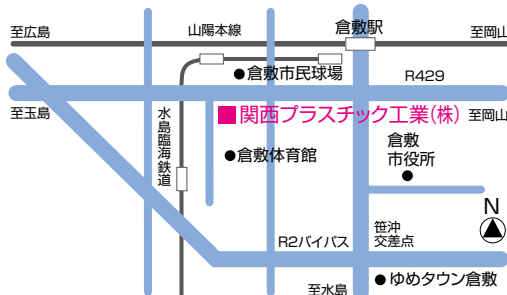 至広島
山陽本線
倉敷駅
至岡山
倉敷市民球場
R429
至玉島
関西プラスチック工業(株)
至岡山
水島臨海鉄道
倉敷体育館
倉敷
市役所
N
R2バイパス
笹沖
交差点
至水島
ゆめタウン倉敷